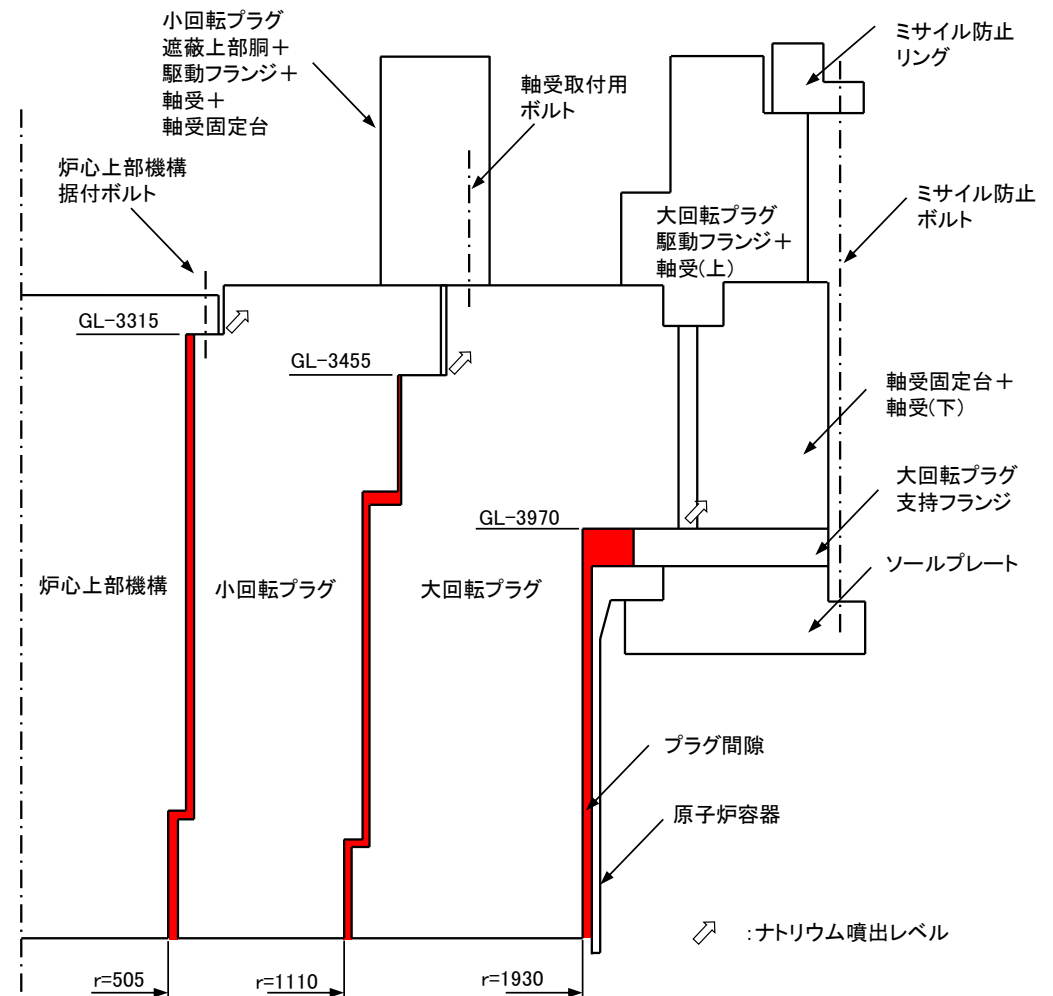 小回転プラグ
遮蔽上部胴＋
駆動フランジ＋
軸受＋
軸受固定台
軸受取付用
ボルト
ミサイル防止
リング
炉心上部機構
据付ボルト
大回転プラグ
駆動フランジ＋
軸受(上)
ミサイル防止
ボルト
GL-3315
GL-3455
軸受固定台＋
軸受(下)
大回転プラグ
支持フランジ
GL-3970
ソールプレート
炉心上部機構
小回転プラグ
大回転プラグ
プラグ間隙
原子炉容器
:ナトリウム噴出レベル
r=505
r=1110
r=1930